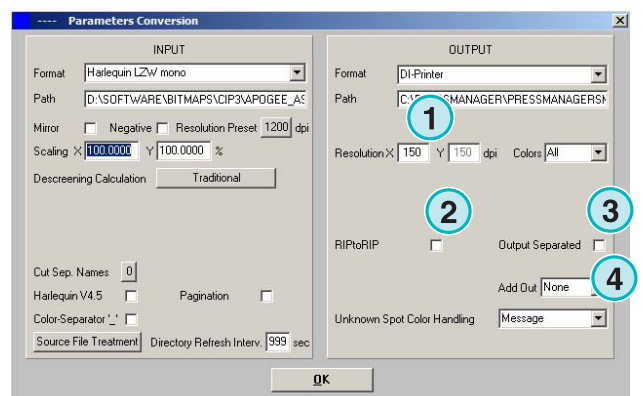 ---- Parameters Conversion
INPUT
Format Harlequin LZW mono
Path D:\SOFTWARE\BITMAPS\CIP3\APOGEE_AS
Mirror Negative Resolution Preset 1200 dpi
Scaling X 100.0000 Y 100.0000 %
Descreening Calculation Traditional
Cut Sep. Names 0
Harlequin V4.5 Pagination
Color-Separator '_'
Source File Treatment Directory Refresh Interv. 999 sec
OUTPUT
Format DI-Printer
Path
1
Resolution X 150 Y 150 dpi Colors All
2
3
RIPtoRIP Output Separated
4
Add Out None
Unknown Spot Color Handling Message
OK